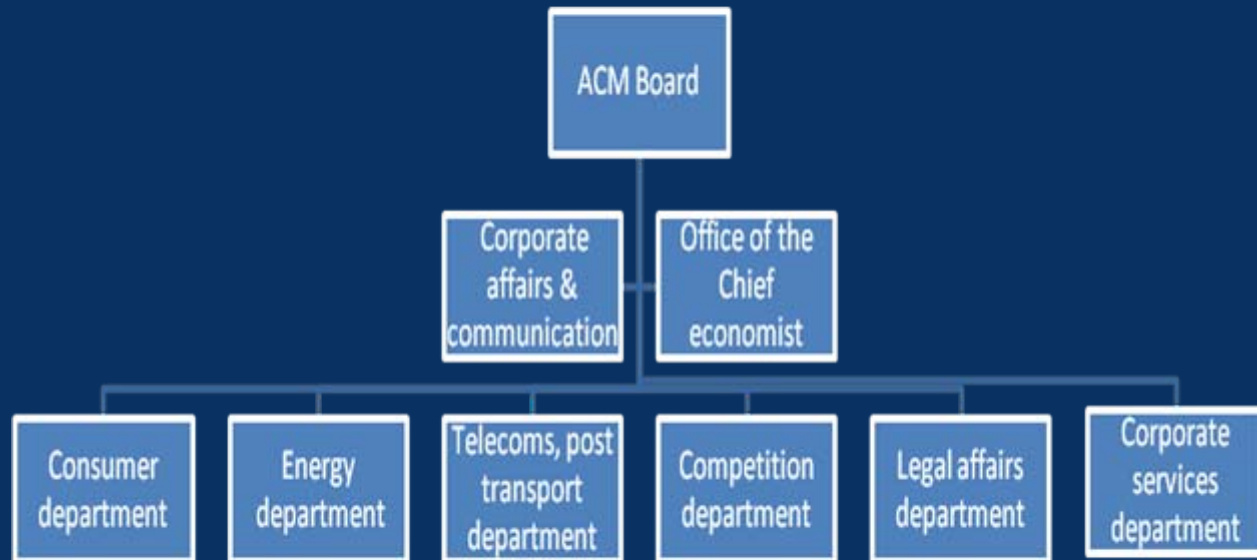 ACM Board
Corporate
affairs &
communication
Office of the
Chief
economist
Consumer
department
Energy
department
Telecoms, post
transport
department
Competition
department
Legal affairs
department
Corporate
services
department